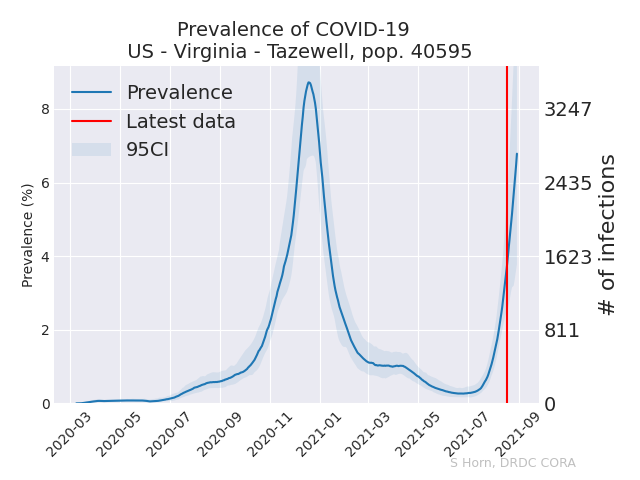 Prevalence of COVID-19
US - Virginia - Tazewell, pop. 40595
Prevalence
Latest data
95CI
Prevalence (%)
8
6
4
2
0
3247
2435
1623
811
0
# of infections
2020-03
2020-05
2020-07
2020-09
2020-11
2021-01
2021-03
2021-05
2021-07
2021-09
S Horn, DRDC CORA